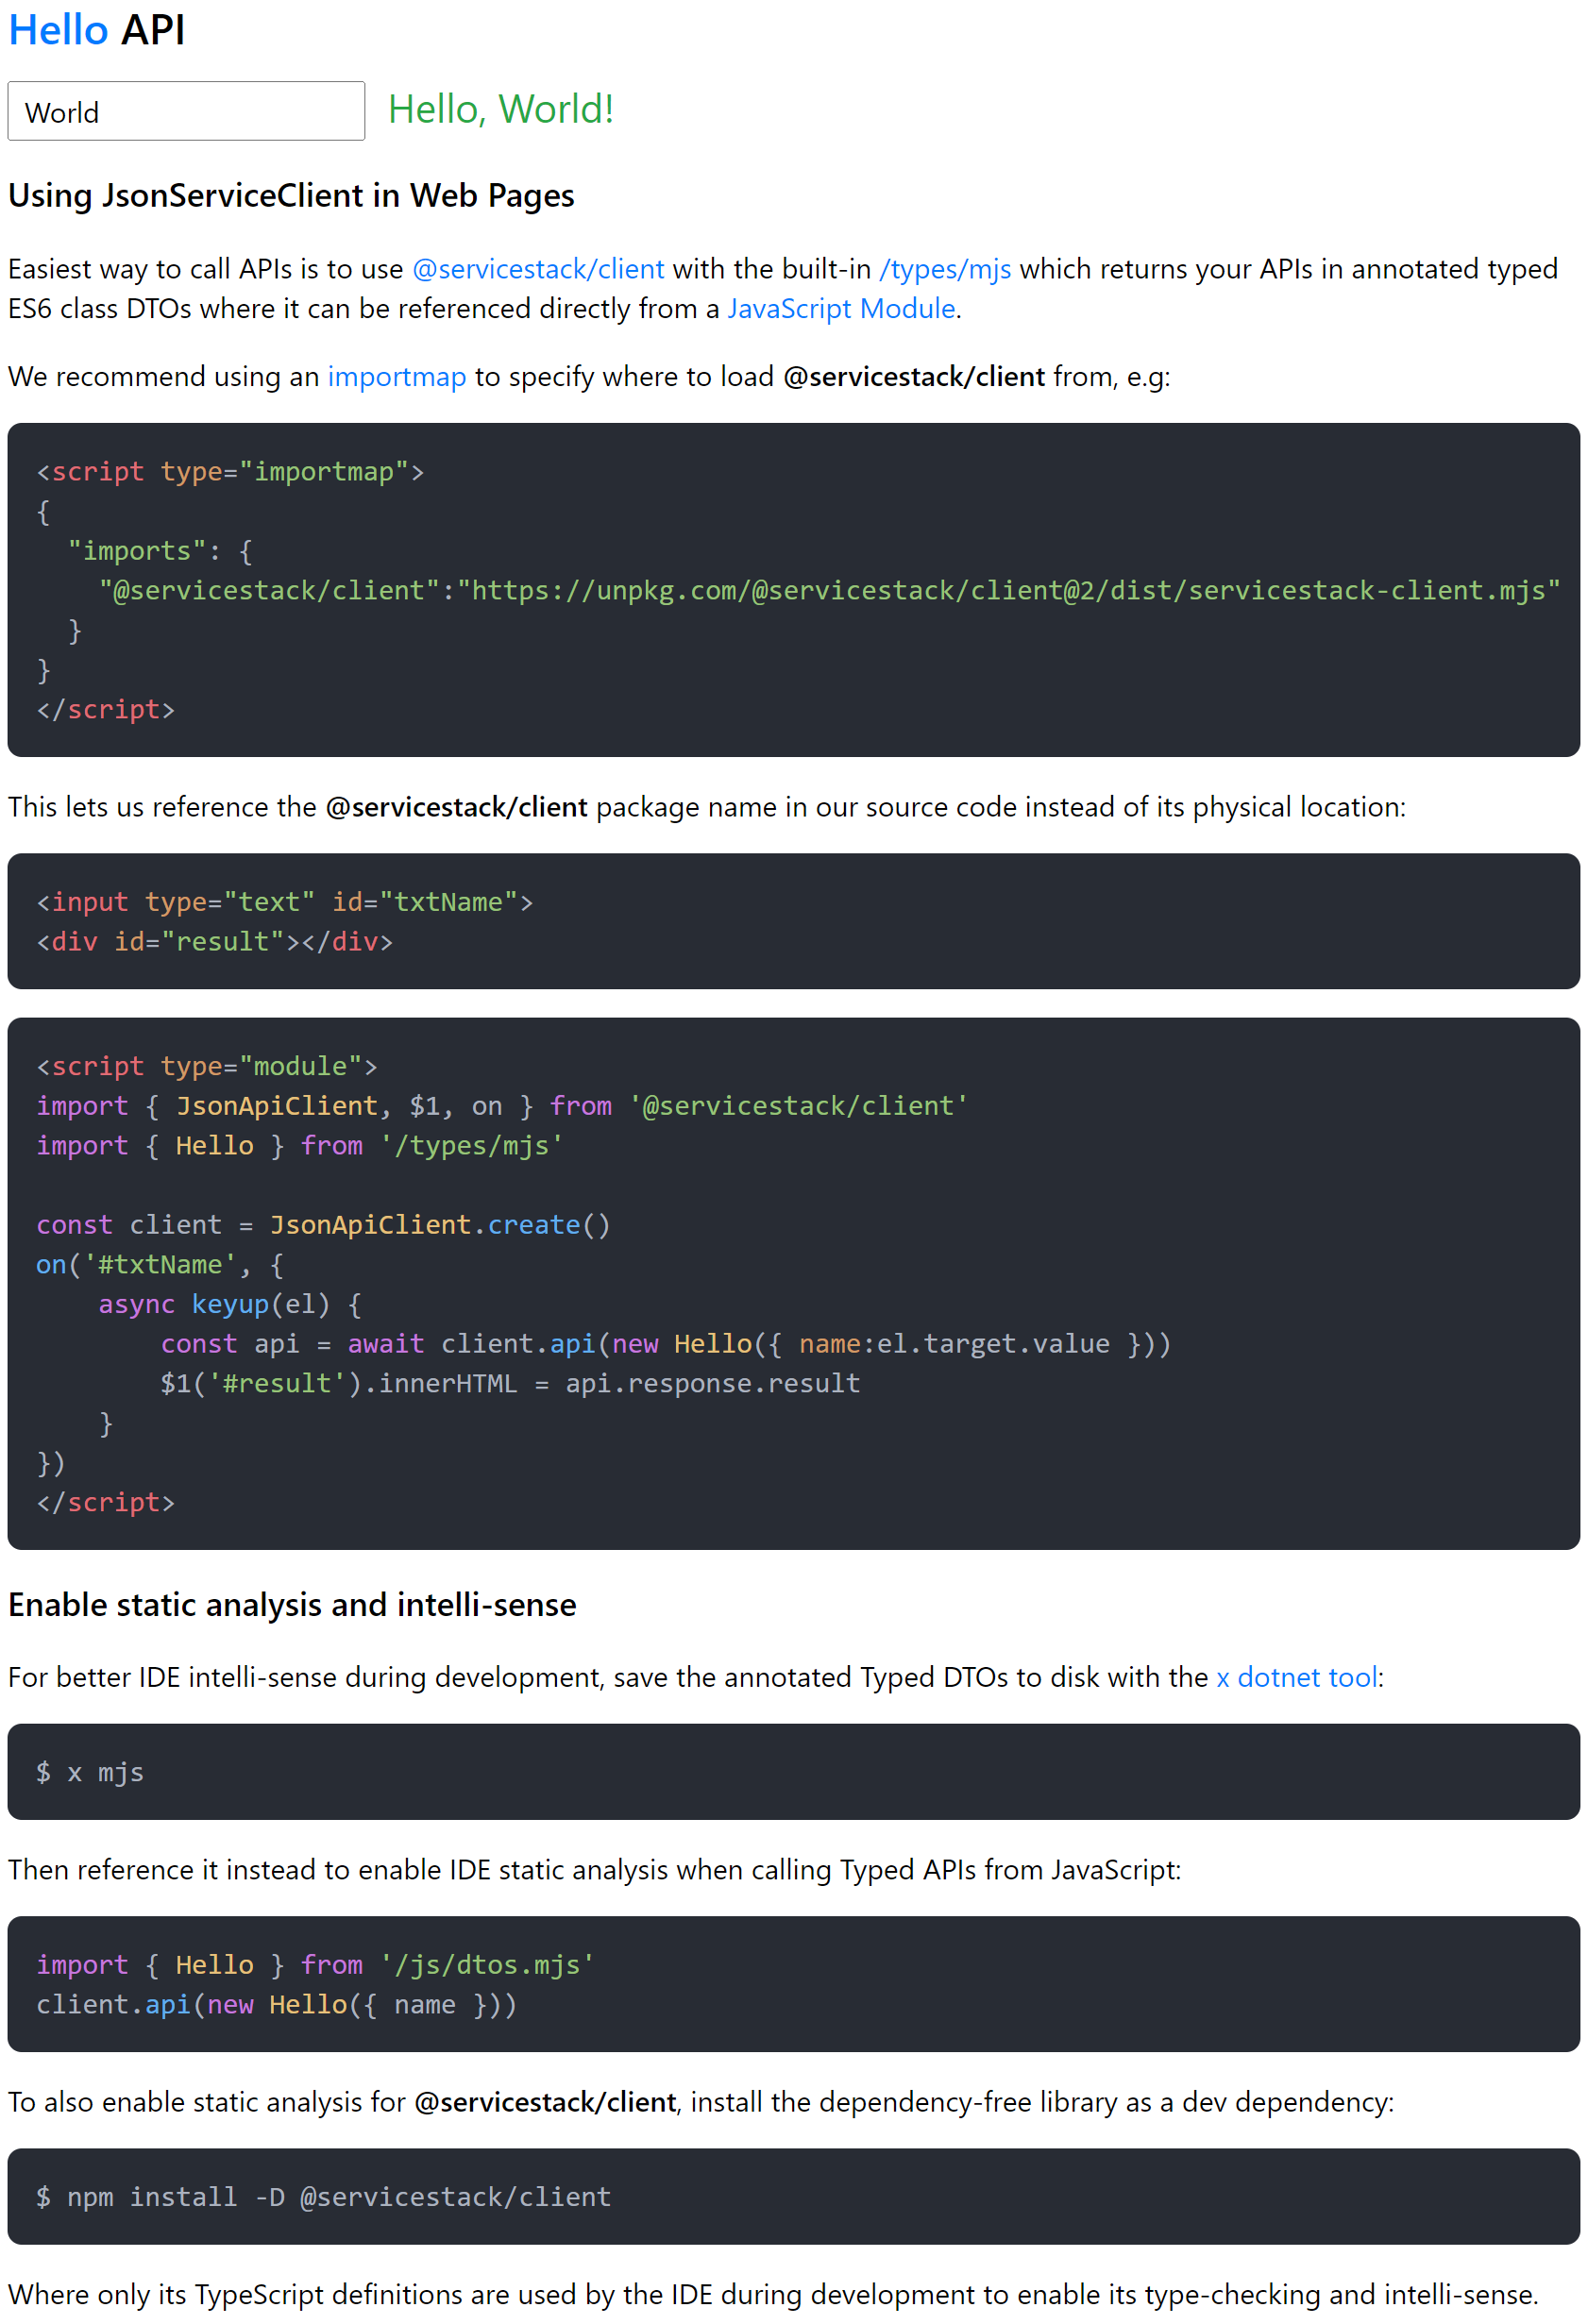 Hello API
World
Hello, World!
Using JsonServiceClient in Web Pages
Easiest way to call APIs is to use @servicestack/client with the built-in /types/mjs which returns your APIs in annotated typed
ES6 class DTOs where it can be referenced directly from a JavaScript Module.
We recommend using an importmap to specify where to load @servicestack/client from, e.g:
<script type="importmap">
{
  "imports": {
    "@servicestack/client":"https://unpkg.com/@servicestack/client@2/dist/servicestack-client.mjs"
  }
}
</script>
This lets us reference the @servicestack/client package name in our source code instead of its physical location:
<input type="text" id="txtName">
<div id="result"></div>
<script type="module">
import { JsonApiClient, $1, on } from '@servicestack/client'
import { Hello } from '/types/mjs'
const client = JsonApiClient.create()
on('#txtName', {
    async keyup(el) {
        const api = await client.api(new Hello({ name:el.target.value }))
        $1('#result').innerHTML = api.response.result
    }
})
</script>
Enable static analysis and intelli-sense
For better IDE intelli-sense during development, save the annotated Typed DTOs to disk with the x dotnet tool:
$ x mjs
Then reference it instead to enable IDE static analysis when calling Typed APIs from JavaScript:
import { Hello } from '/js/dtos.mjs'
client.api(new Hello({ name }))
To also enable static analysis for @servicestack/client, install the dependency-free library as a dev dependency:
$ npm install -D @servicestack/client
Where only its TypeScript definitions are used by the IDE during development to enable its type-checking and intelli-sense.